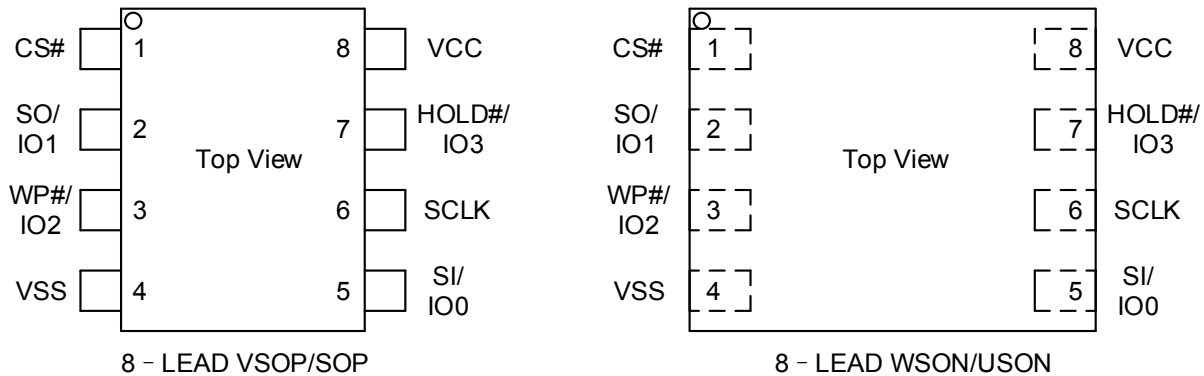 CS#
1
8
VCC
SO/
IO1
2
7
HOLD#/
IO3
Top View
WP#/
IO2
3
6
SCLK
VSS
4
5
SI/
IO0
8 – LEAD VSOP/SOP
CS#
1
8
VCC
SO/
IO1
2
7
HOLD#/
IO3
Top View
WP#/
IO2
3
6
SCLK
VSS
4
5
SI/
IO0
8 – LEAD WSON/USON